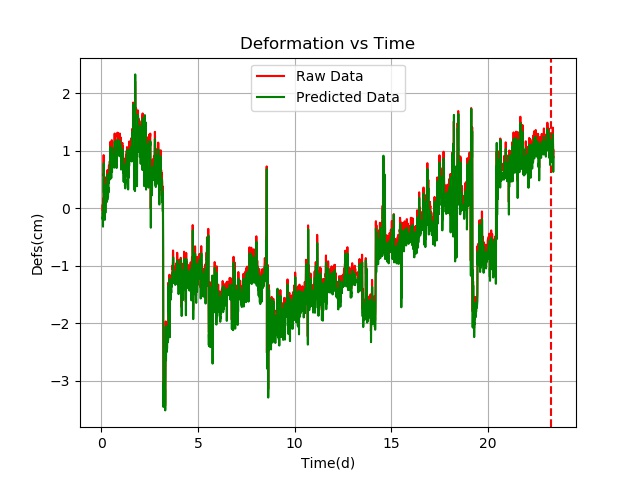 Deformation vs Time
Raw Data
Predicted Data
Defs(cm)
2
1
0
−1
−2
−3
0 5 10 15 20
Time(d)